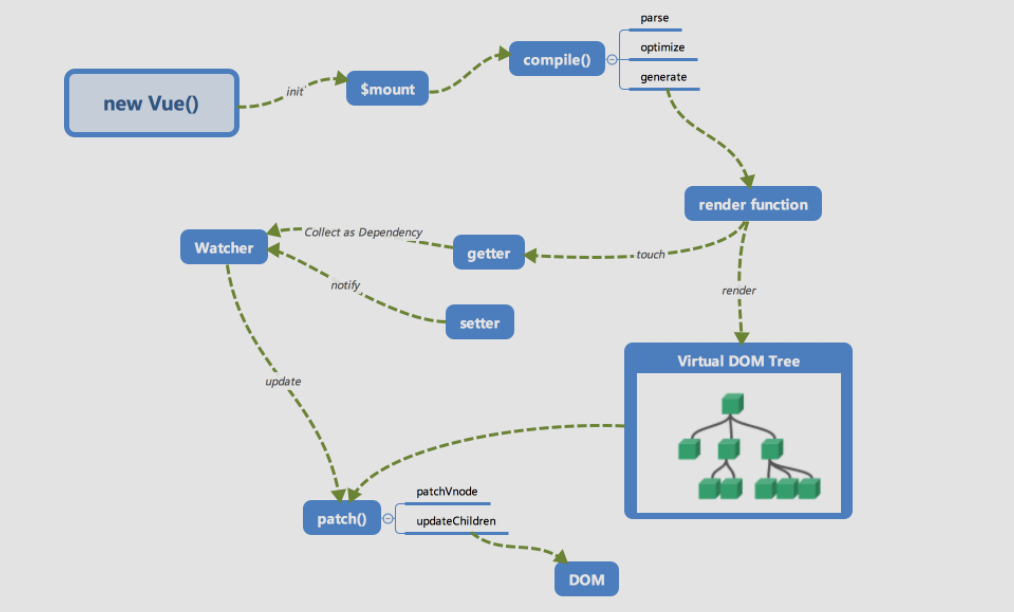 parse
compile()
optimize
generate
new Vue()
init
$mount
render function
Watcher
Collect as Dependency
getter
touch
notify
render
setter
Virtual DOM Tree
update
patch()
patchVnode
updateChildren
DOM